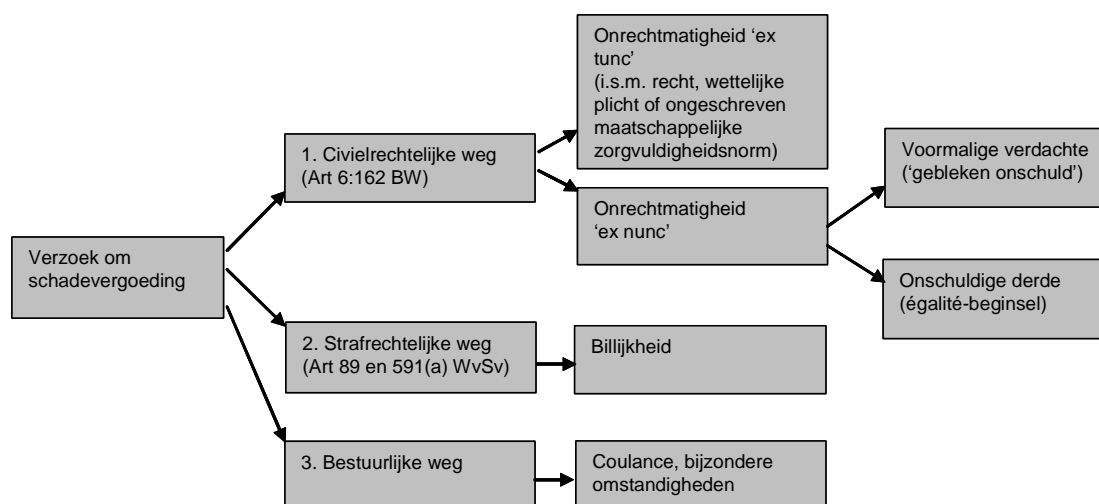 Verzoek om
schadevergoeding
1. Civielrechtelijke weg
(Art 6:162 BW)
Onrechtmatigheid ‘ex
tunc’
(i.s.m. recht, wettelijke
plicht of ongeschreven
maatschappelijke
zorgvuldigheidsnorm)
Onrechtmatigheid
‘ex nunc’
Voormalige verdachte
(‘gebleken onschuld’)
Onschuldige derde
(égalité-beginsel)
2. Strafrechtelijke weg
(Art 89 en 591(a) WvSv)
Billijkheid
3. Bestuurlijke weg
Coulance, bijzondere
omstandigheden